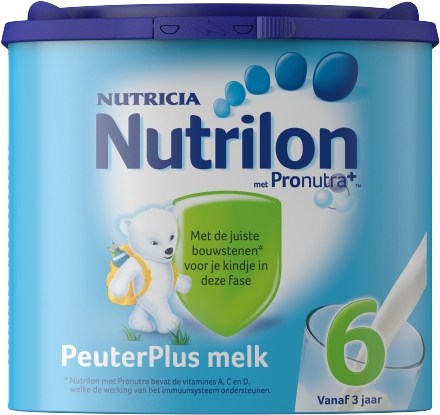 NUTRICIA
Nutrilon
met Pronutra+™
Met de juiste
bouwstenen*
voor je kindje in
deze fase
6
PeuterPlus melk
Vanaf 3 jaar
* Nutrilon met Pronutra bevat de vitamines A, C en D,
welke de werking van het immuunsysteem ondersteunen.